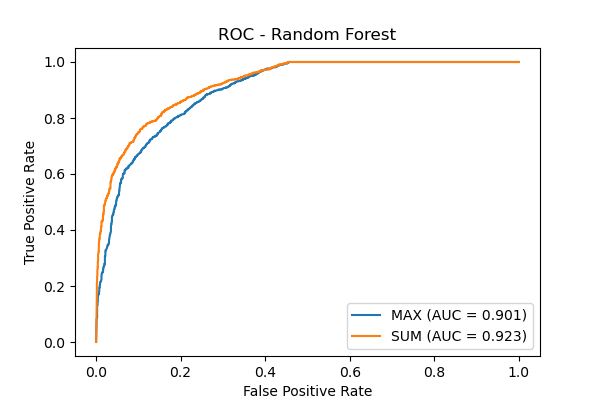 ROC - Random Forest
True Positive Rate
1.0
0.8
0.6
0.4
0.2
0.0
MAX (AUC = 0.901)
SUM (AUC = 0.923)
0.0 0.2 0.4 0.6 0.8 1.0
False Positive Rate